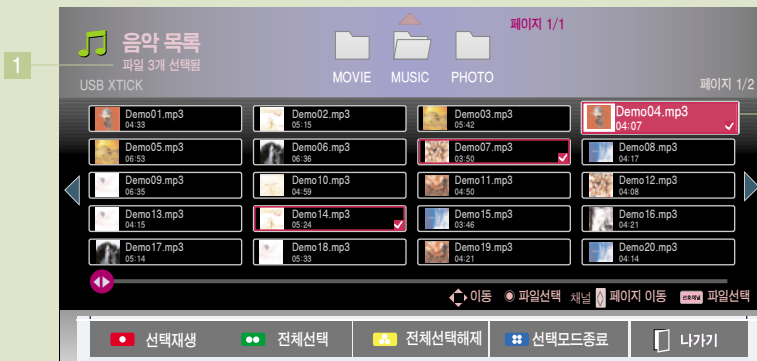 페이지 1/1
음악 목록
1
파일 3개 선택됨
MOVIE MUSIC PHOTO
USB XTICK
페이지 1/2
Demo01.mp3 Demo02.mp3 Demo03.mp3 Demo04.mp3
04:33 05:15 05:42 04:07
Demo05.mp3 Demo06.mp3 Demo07.mp3 Demo08.mp3
06:53 06:36 03:50 04:17
Demo09.mp3 Demo10.mp3 Demo11.mp3 Demo12.mp3
06:35 04:59 04:50 04:08
Demo13.mp3 Demo14.mp3 Demo15.mp3 Demo16.mp3
04:15 05:24 03:46 04:21
Demo17.mp3 Demo18.mp3 Demo19.mp3 Demo20.mp3
05:14 05:33 04:21 04:14
이동 파일선택 채널 페이지 이동 선호채널 파일선택
선택재생 전체선택 전체선택해제 선택모드종료 나가기